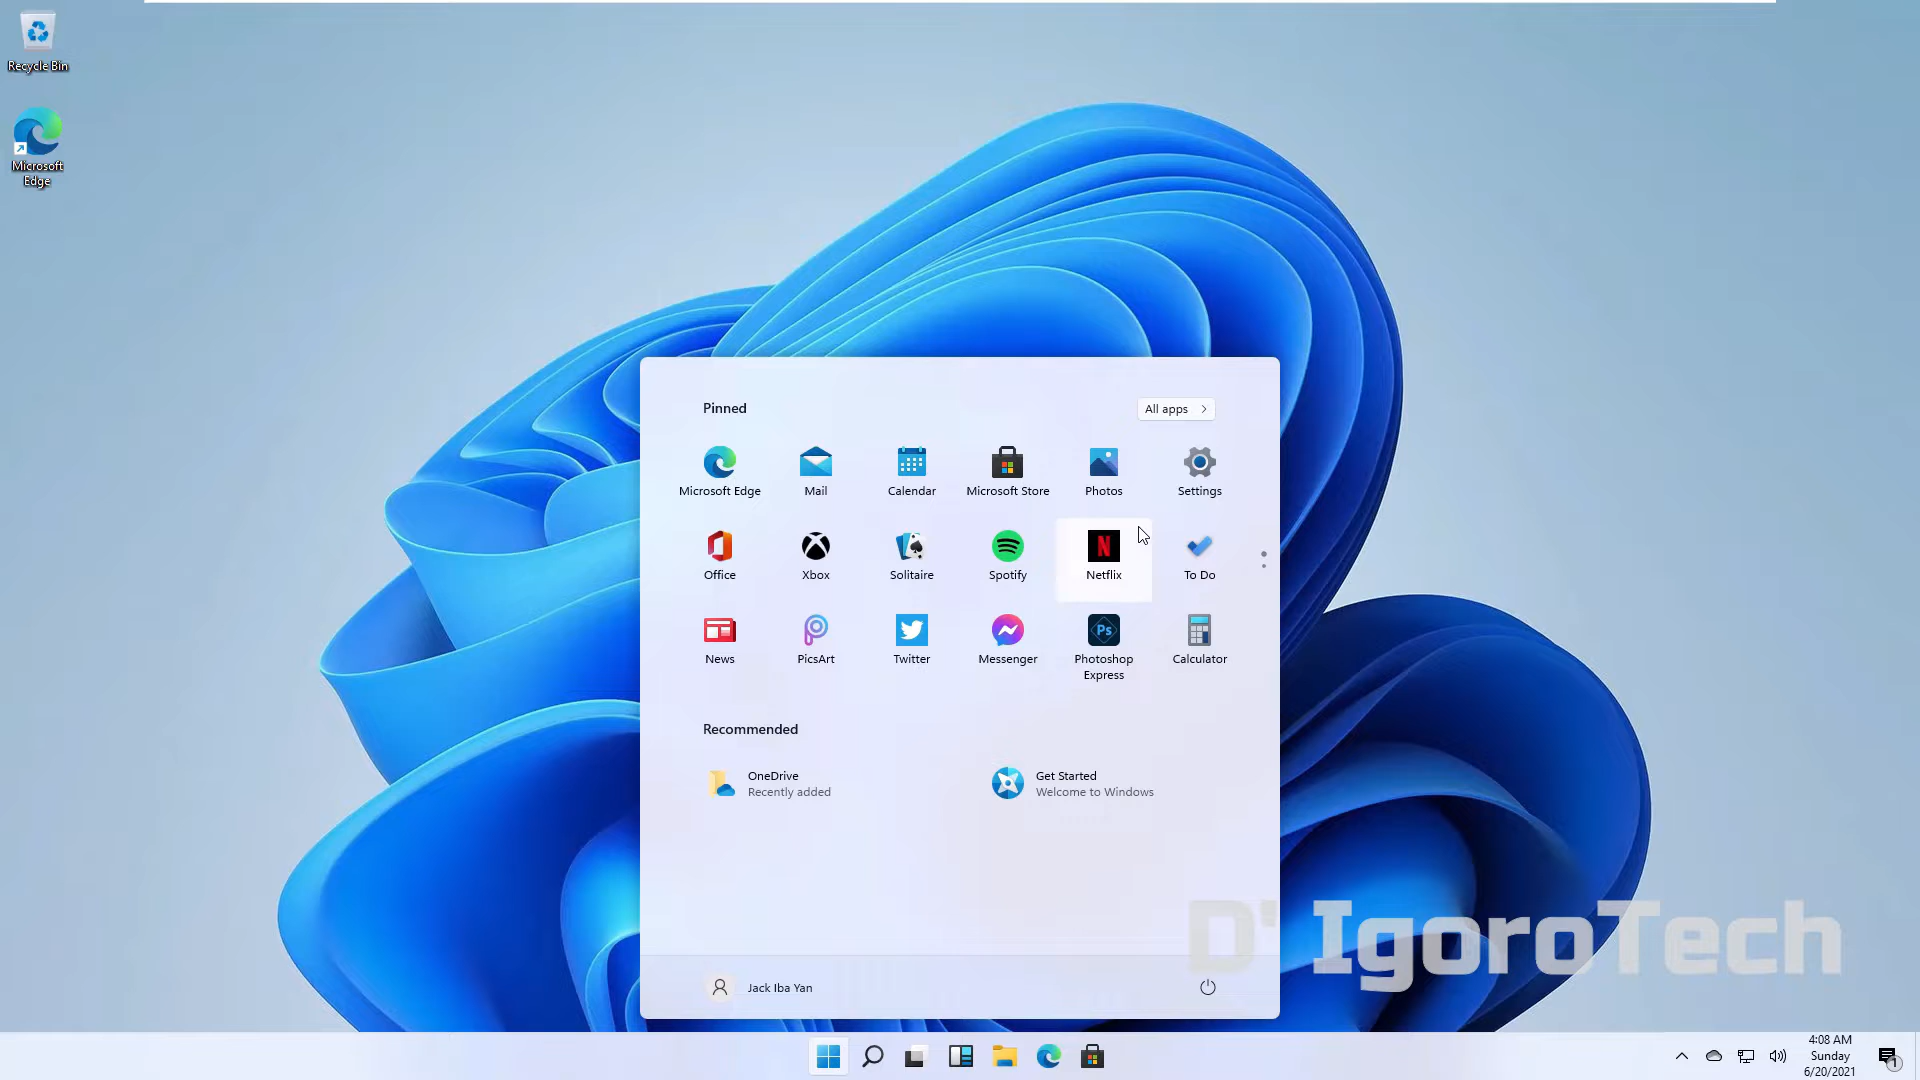 Recycle Bin
Microsoft
Edge
Pinned
All apps
Microsoft Edge
Mail
Calendar
Microsoft Store
Photos
Settings
Office
Xbox
Solitaire
Spotify
N
Netflix
To Do
News
PicsArt
Twitter
Messenger
Ps
Photoshop
Express
Calculator
Recommended
OneDrive
Recently added
Get Started
Welcome to Windows
D' IgoroTech
Jack Iba Yan
4:08 AM
Sunday
6/20/2021
1